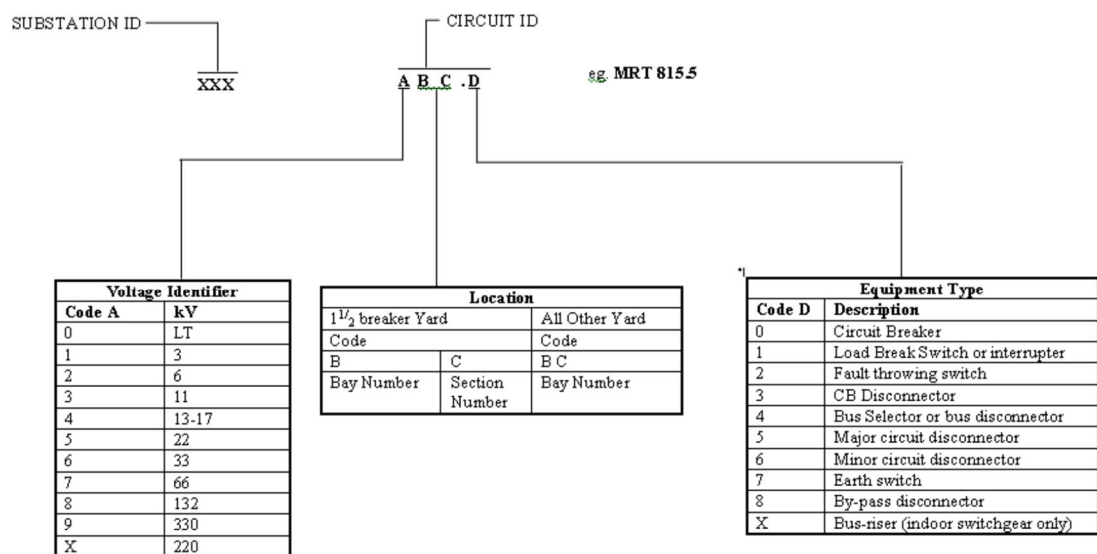 SUBSTATION ID
CIRCUIT ID
XXX
A B C . D
eg. MRT 815.5
Voltage Identifier
Code A kV
0 LT
1 3
2 6
3 11
4 13-17
5 22
6 33
7 66
8 132
9 330
X 220
Location
1 1/2 breaker Yard All Other Yard
Code Code
B C B C
Bay Number Section Number Bay Number
Equipment Type
Code D Description
0 Circuit Breaker
1 Load Break Switch or interrupter
2 Fault throwing switch
3 CB Disconnector
4 Bus Selector or bus disconnector
5 Major circuit disconnector
6 Minor circuit disconnector
7 Earth switch
8 By-pass disconnector
X Bus-riser (indoor switchgear only)